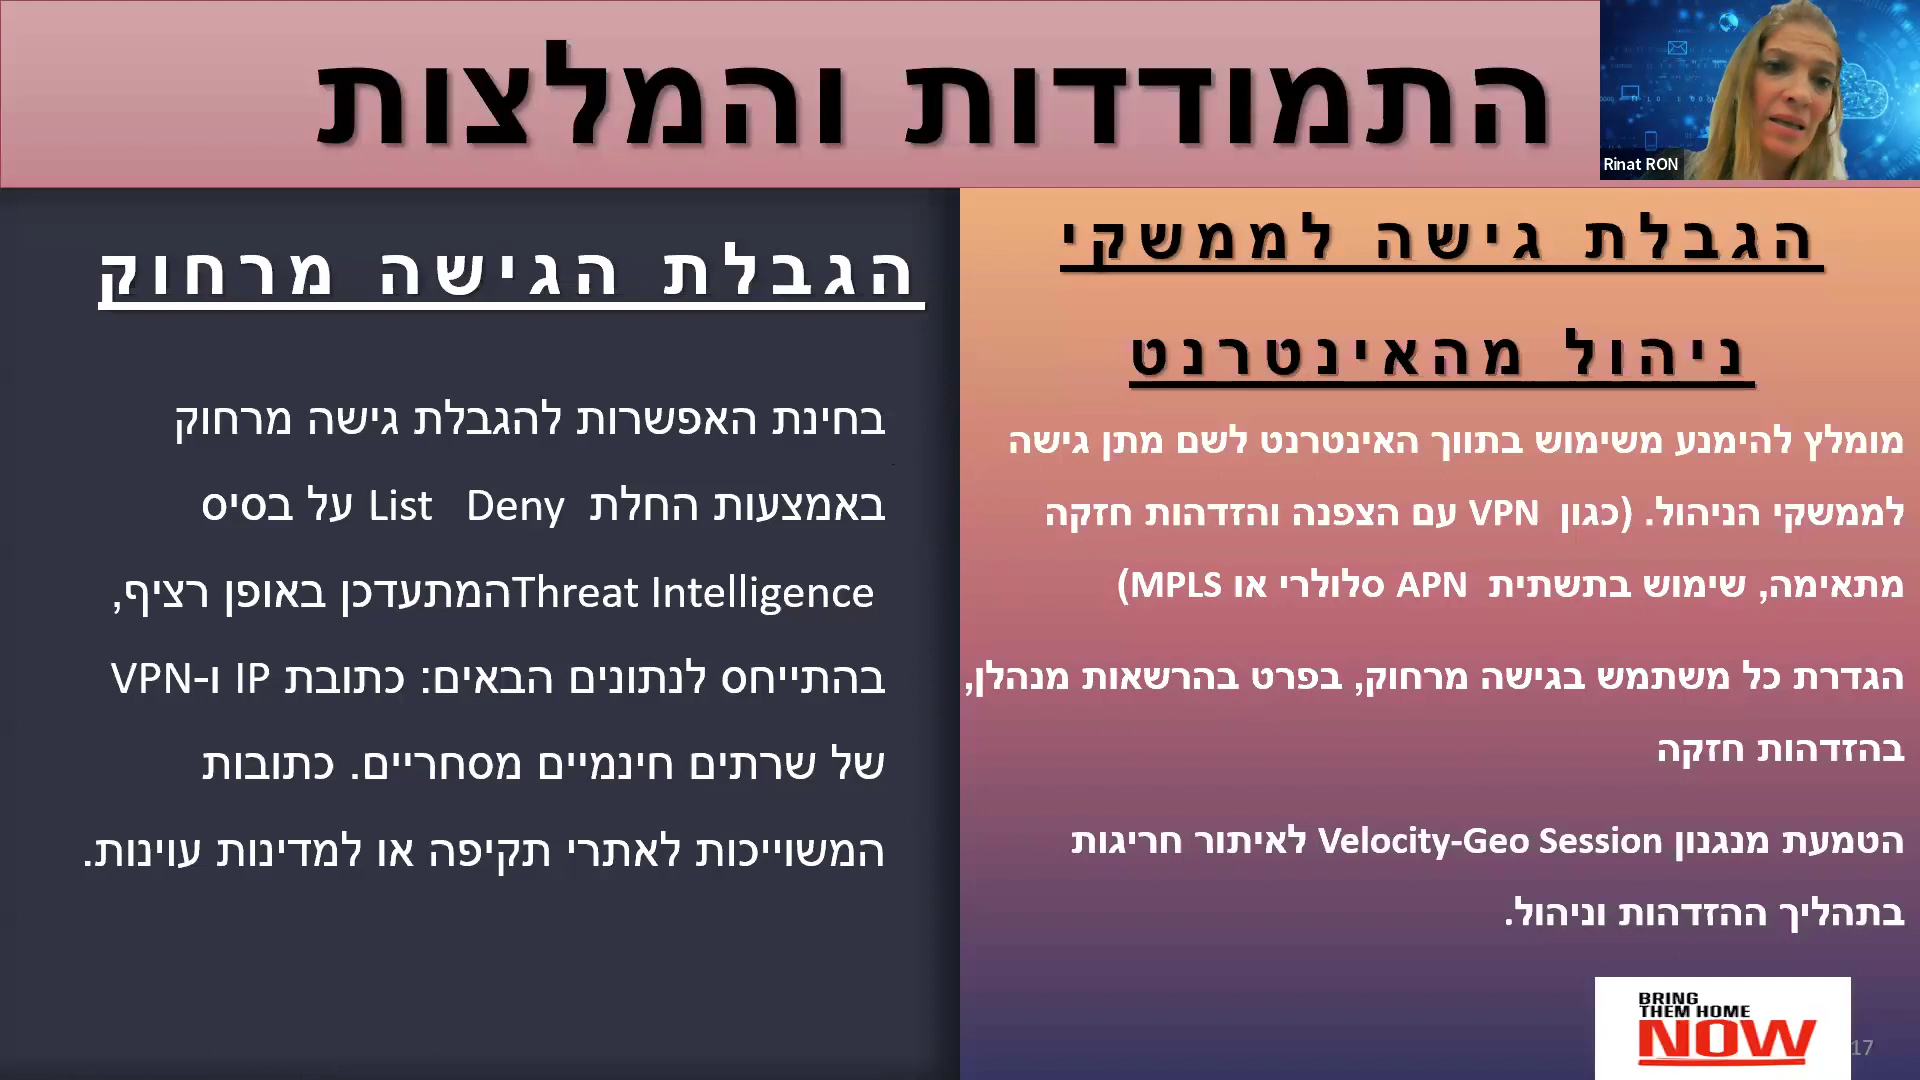 התמודדות והמלצות
Rinat RON
הגבלת גישה לממשקי
ניהול מהאינטרנט
מומלץ להימנע משימוש בתווך האינטרנט לשם מתן גישה
לממשקי הניהול. (כגון VPN עם הצפנה והזדהות חזקה
מתאימה, שימוש בתשתית APN סלולרי או MPLS)
הגדרת כל משתמש בגישה מרחוק, בפרט בהרשאות מנהלן,
בהזדהות חזקה
הטמעת מנגנון Velocity-Geo Session לאיתור חריגות
בתהליך ההזדהות וניהול.
הגבלת הגישה מרחוק
בחינת האפשרות להגבלת גישה מרחוק
באמצעות החלת List Deny על בסיס
Threat Intelligenceהמתעדכן באופן רציף,
בהתייחס לנתונים הבאים: כתובת IP ו-VPN
של שרתים חינמיים מסחריים. כתובות
המשוייכות לאתרי תקיפה או למדינות עוינות.
BRING
THEM HOME
NOW
17